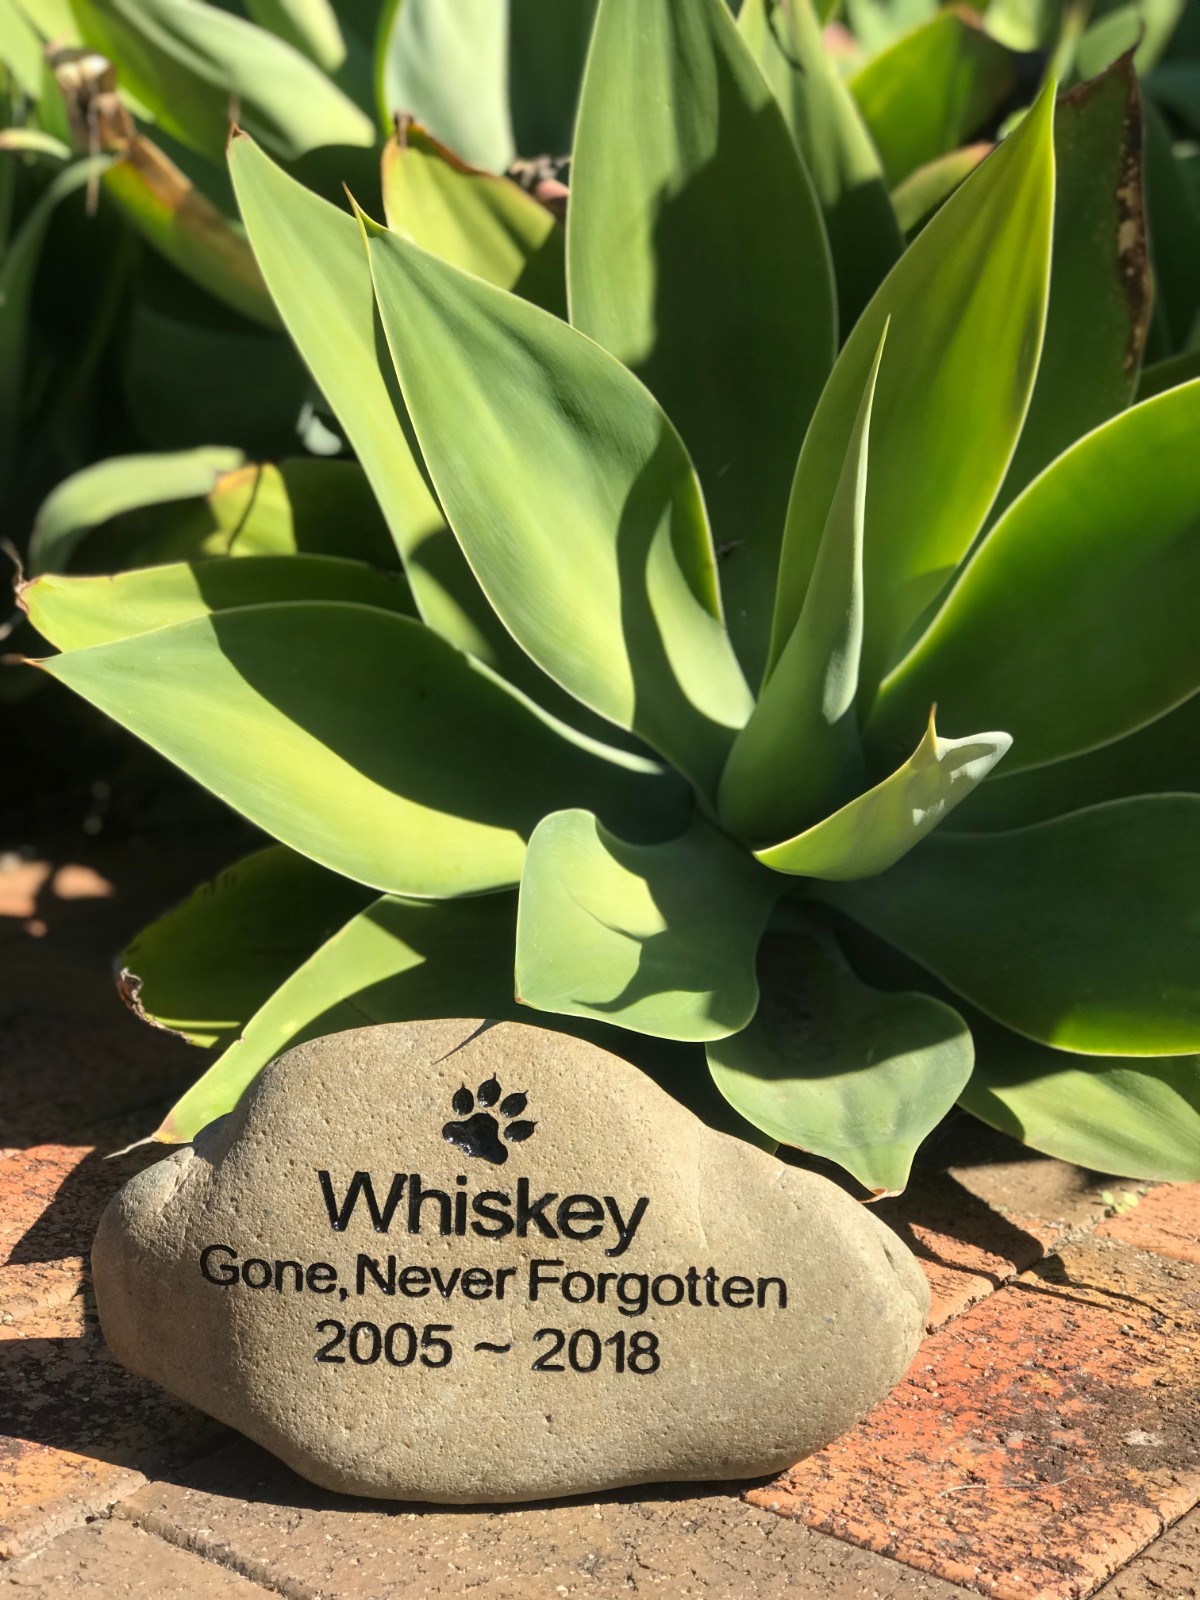 Whiskey
Gone, Never Forgotten
2005 ~ 2018